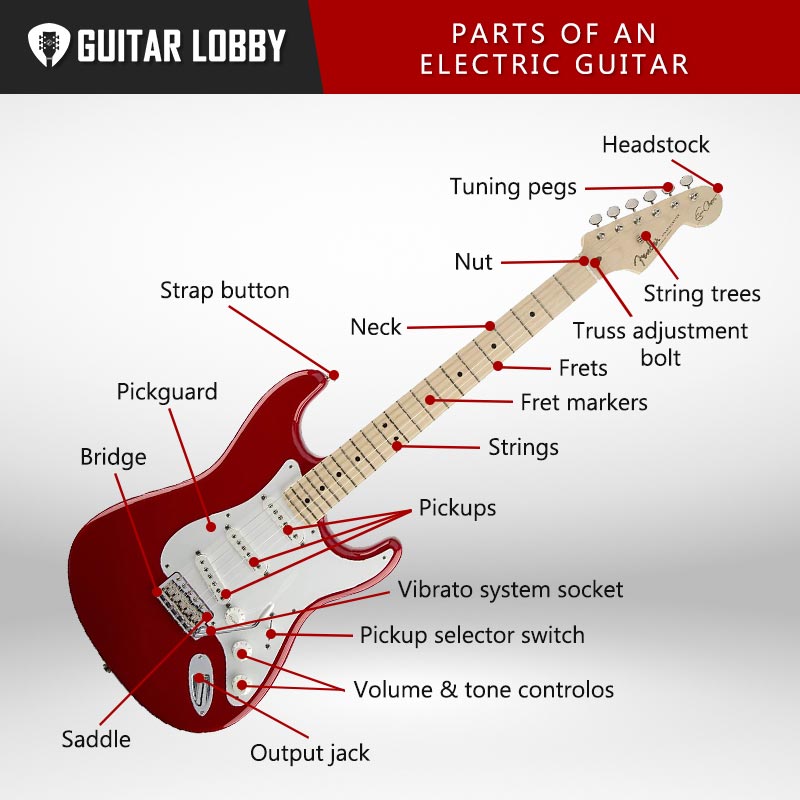 GUITAR LOBBY
PARTS OF AN
ELECTRIC GUITAR
Headstock
Tuning pegs
Nut
String trees
Strap button
Neck
Truss adjustment
bolt
Frets
Pickguard
Fret markers
Strings
Bridge
Pickups
Vibrato system socket
Pickup selector switch
Volume & tone controlos
Saddle
Output jack
Fender